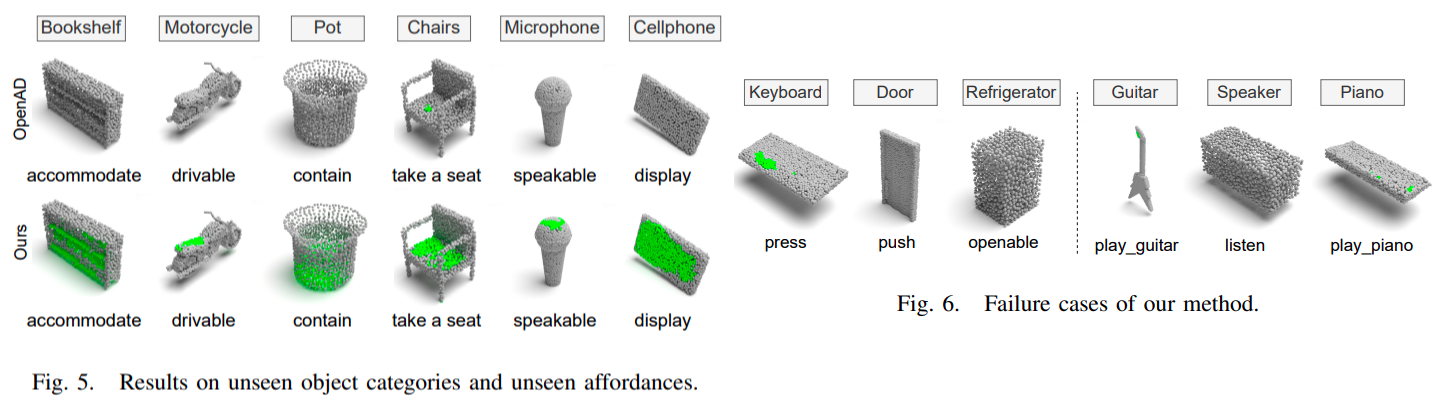 Bookshelf Motorcycle Pot Chairs Microphone Cellphone
OpenAD
accommodate drivable contain take a seat speakable display
Ours
accommodate drivable contain take a seat speakable display
Fig. 5. Results on unseen object categories and unseen affordances.
Keyboard Door Refrigerator Guitar Speaker Piano
press push openable play_guitar listen play_piano
Fig. 6. Failure cases of our method.